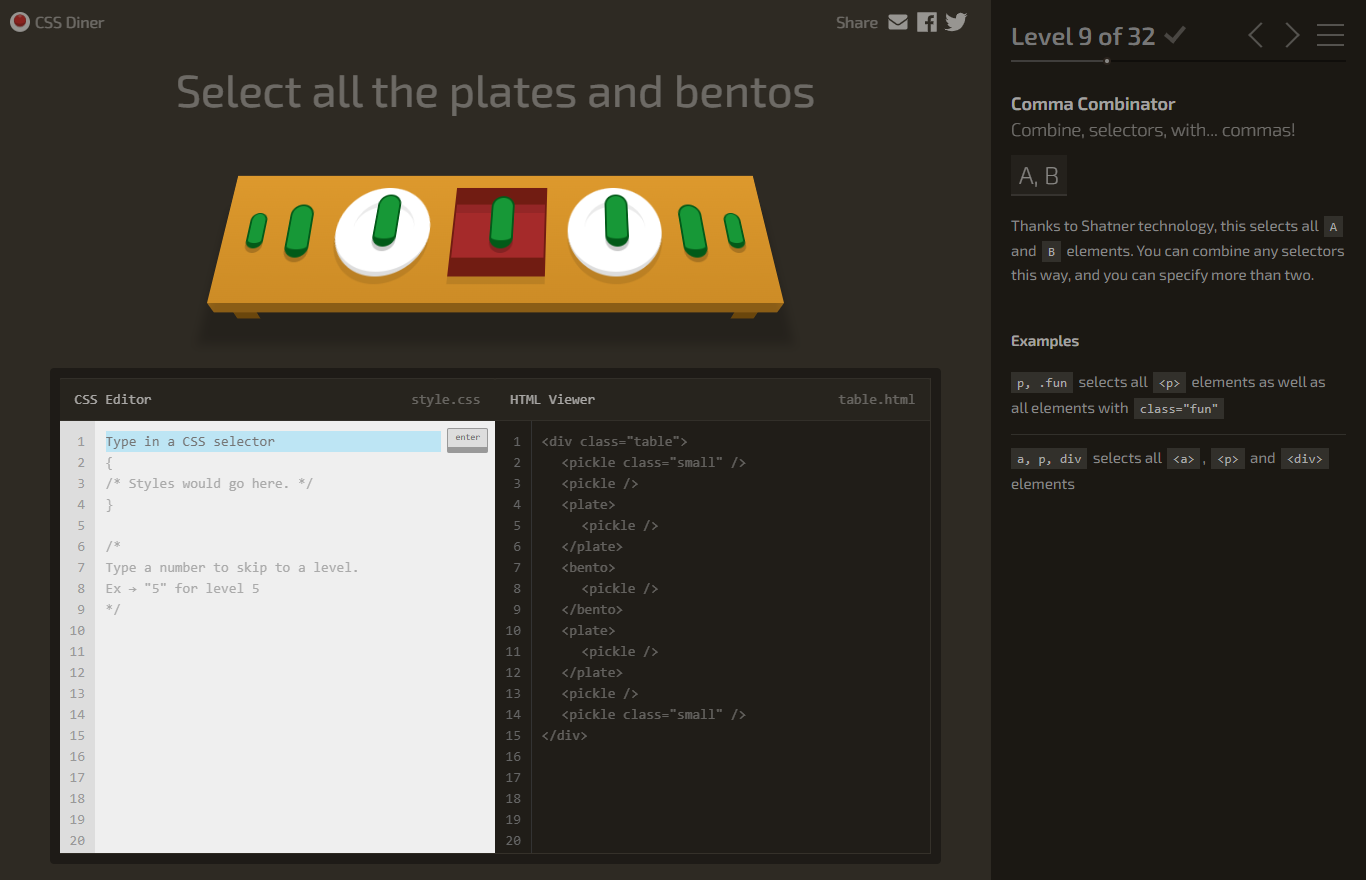 CSS Diner
Share
Select all the plates and bentos
CSS Editor
style.css
HTML Viewer
table.html
1
2
3
4
5
6
7
8
9
10
11
12
13
14
15
16
17
18
19
20
Type in a CSS selector
enter
{
/* Styles would go here. */
}
/*
Type a number to skip to a level.
Ex → "5" for level 5
*/
1
2
3
4
5
6
7
8
9
10
11
12
13
14
15
16
17
18
19
20
<div class="table">
<pickle class="small" />
<pickle />
<plate>
<pickle />
</plate>
<bento>
<pickle />
</bento>
<plate>
<pickle />
</plate>
<pickle />
<pickle class="small" />
</div>
Level 9 of 32
Comma Combinator
Combine, selectors, with... commas!
A, B
Thanks to Shatner technology, this selects all A
and B elements. You can combine any selectors
this way, and you can specify more than two.
Examples
p, .fun selects all <p> elements as well as
all elements with class="fun"
a, p, div selects all <a> , <p> and <div>
elements